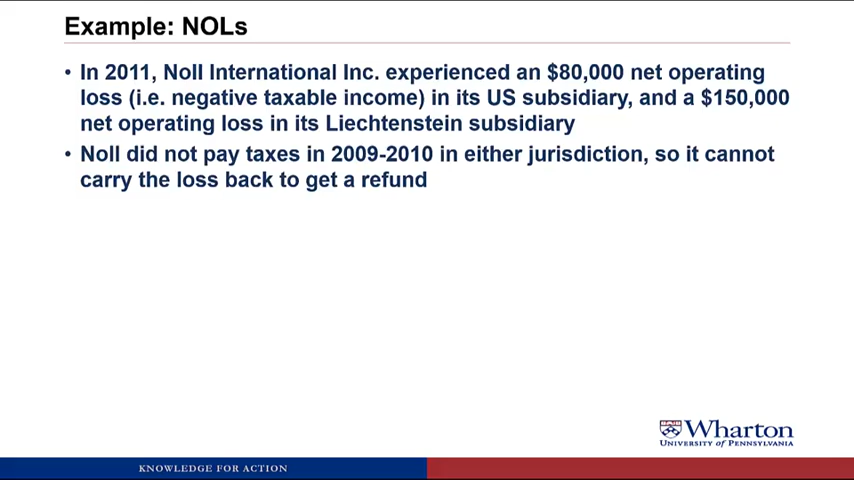 Example: NOLs
• In 2011, Noll International Inc. experienced an $80,000 net operating
loss (i.e. negative taxable income) in its US subsidiary, and a $150,000
net operating loss in its Liechtenstein subsidiary
• Noll did not pay taxes in 2009-2010 in either jurisdiction, so it cannot
carry the loss back to get a refund
Wharton
UNIVERSITY OF PENNSYLVANIA
KNOWLEDGE FOR ACTION